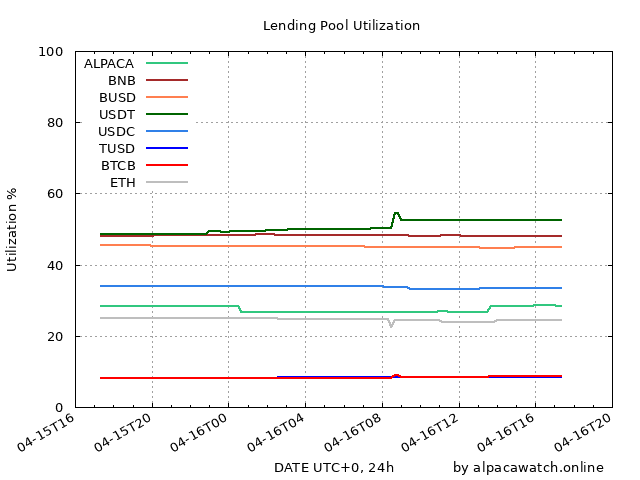 Lending Pool Utilization
100
80
60
40
20
0
Utilization %
ALPACA
BNB
BUSD
USDT
USDC
TUSD
BTCB
ETH
04-15T16
04-15T20
04-16T00
04-16T04
04-16T08
04-16T12
04-16T16
04-16T20
DATE UTC+0, 24h
by alpacawatch.online